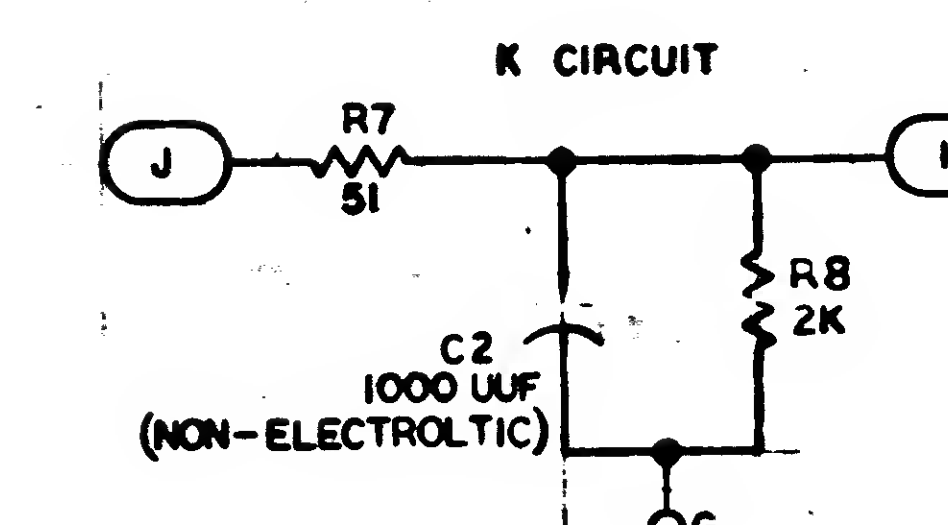 K CIRCUIT
R7
J
51
R8
2K
C2
1000 UUF
(NON-ELECTROLTIC)